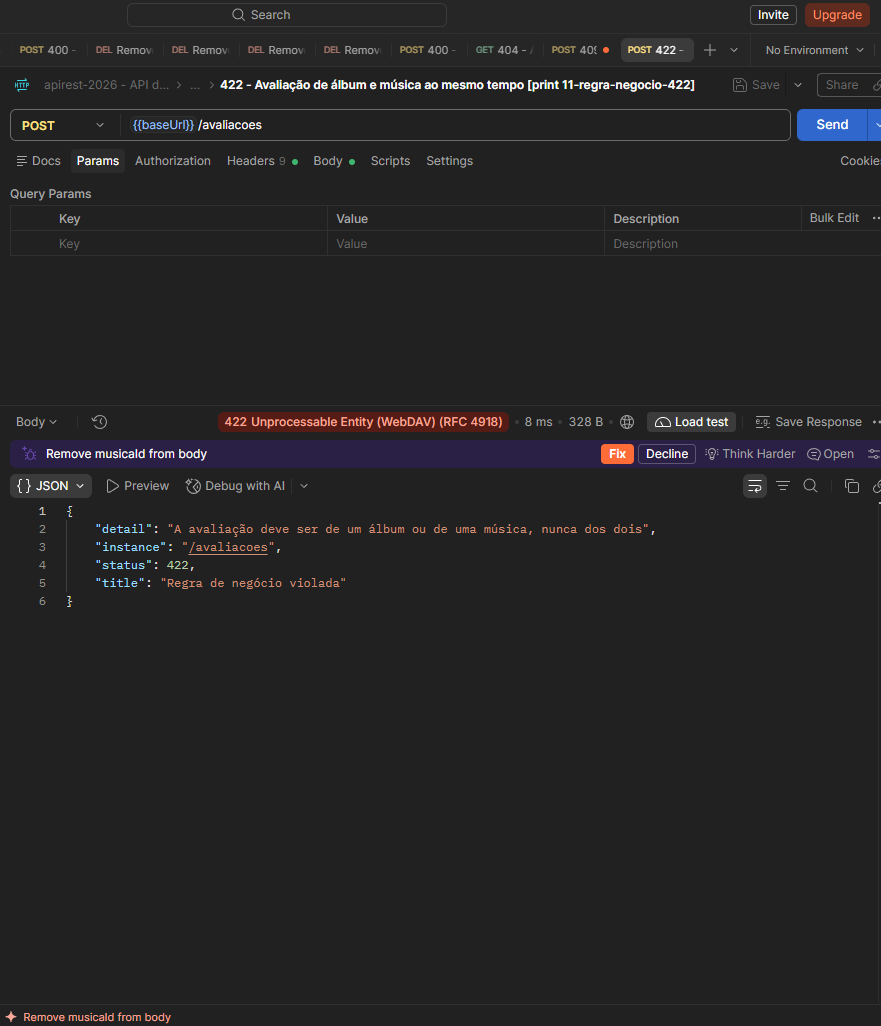 Search
Invite
Upgrade
POST 400 -
DEL Remov
DEL Remov
DEL Remov
DEL Remov
POST 400 -
GET 404 -
POST 409
POST 422 -
No Environment
HTTP
apirest-2026 - API d... > ... > 422 - Avaliação de álbum e música ao mesmo tempo [print 11-regra-negocio-422]
Save
Share
POST
{{baseUrl}} /avaliacoes
Send
Docs
Params
Authorization
Headers 9
Body
Scripts
Settings
Cookie
Query Params
Key Value Description Bulk Edit
Key Value Description
Body
422 Unprocessable Entity (WebDAV) (RFC 4918)
8 ms
328 B
Load test
e.g. Save Response
Remove musicaId from body
Fix
Decline
Think Harder
Open
{} JSON
Preview
Debug with AI
1 {
2 "detail": "A avaliação deve ser de um álbum ou de uma música, nunca dos dois",
3 "instance": "/avaliacoes",
4 "status": 422,
5 "title": "Regra de negócio violada"
6 }
Remove musicaId from body